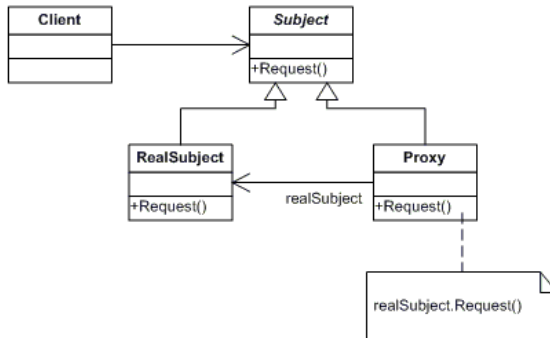 Client
Subject
+Request()
RealSubject
+Request()
realSubject
Proxy
+Request()
realSubject.Request()